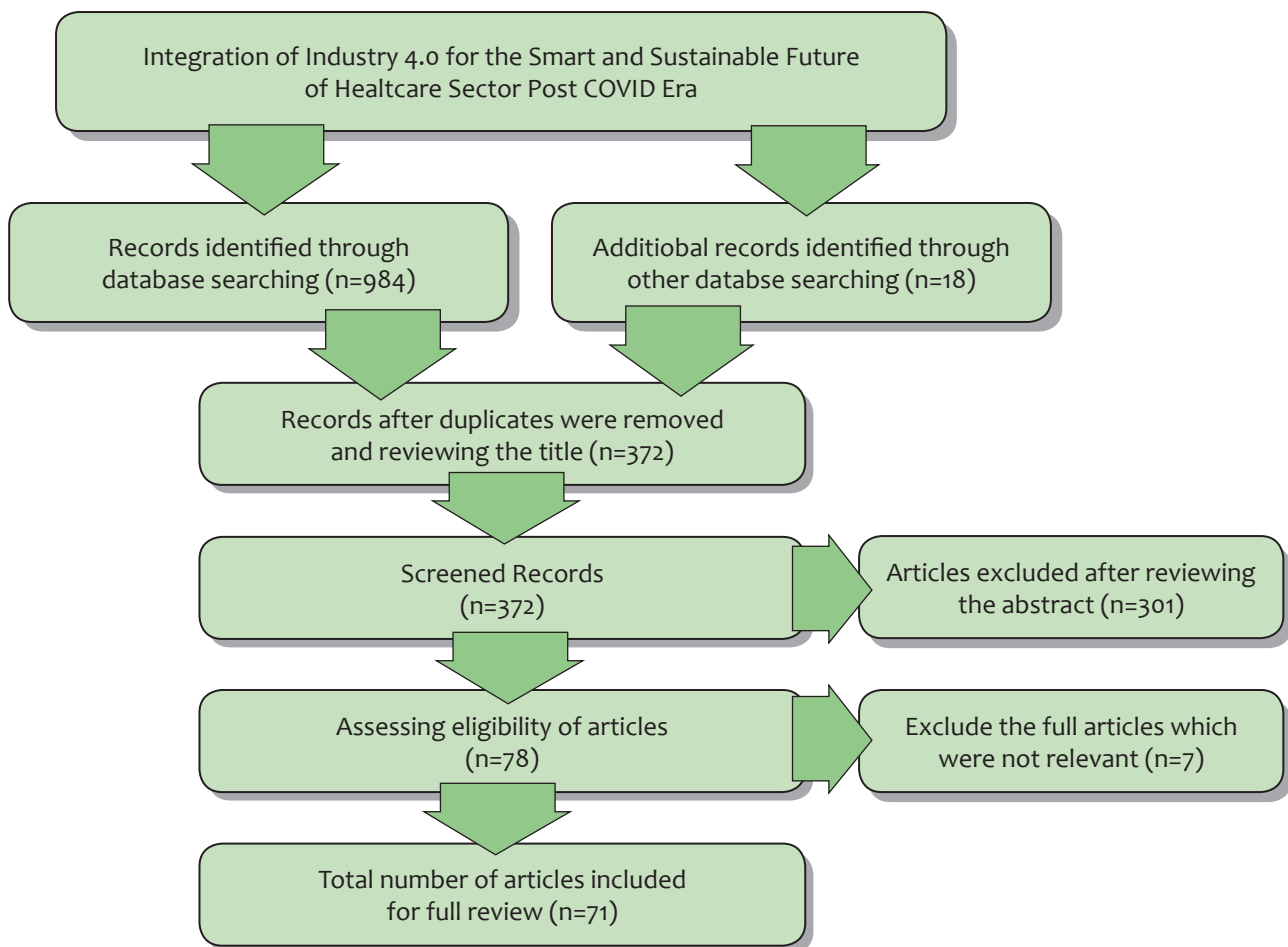 Integration of Industry 4.0 for the Smart and Sustainable Future
of Healtcare Sector Post COVID Era
Records identified through
database searching (n=984)
Additiobal records identified through
other databse searching (n=18)
Records after duplicates were removed
and reviewing the title (n=372)
Screened Records
(n=372)
Articles excluded after reviewing
the abstract (n=301)
Assessing eligibility of articles
(n=78)
Exclude the full articles which
were not relevant (n=7)
Total number of articles included
for full review (n=71)